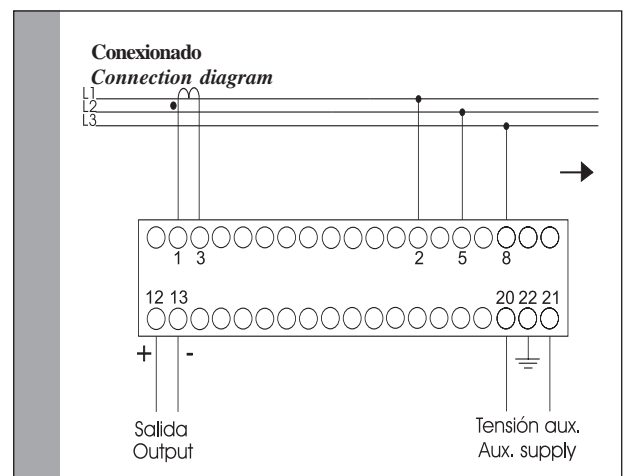 Conexionado
Connection diagram
L1
L2
L3
1 3 2 5 8
12 13 20 22 21
+ -
Salida Tensión aux.
Output Aux. supply